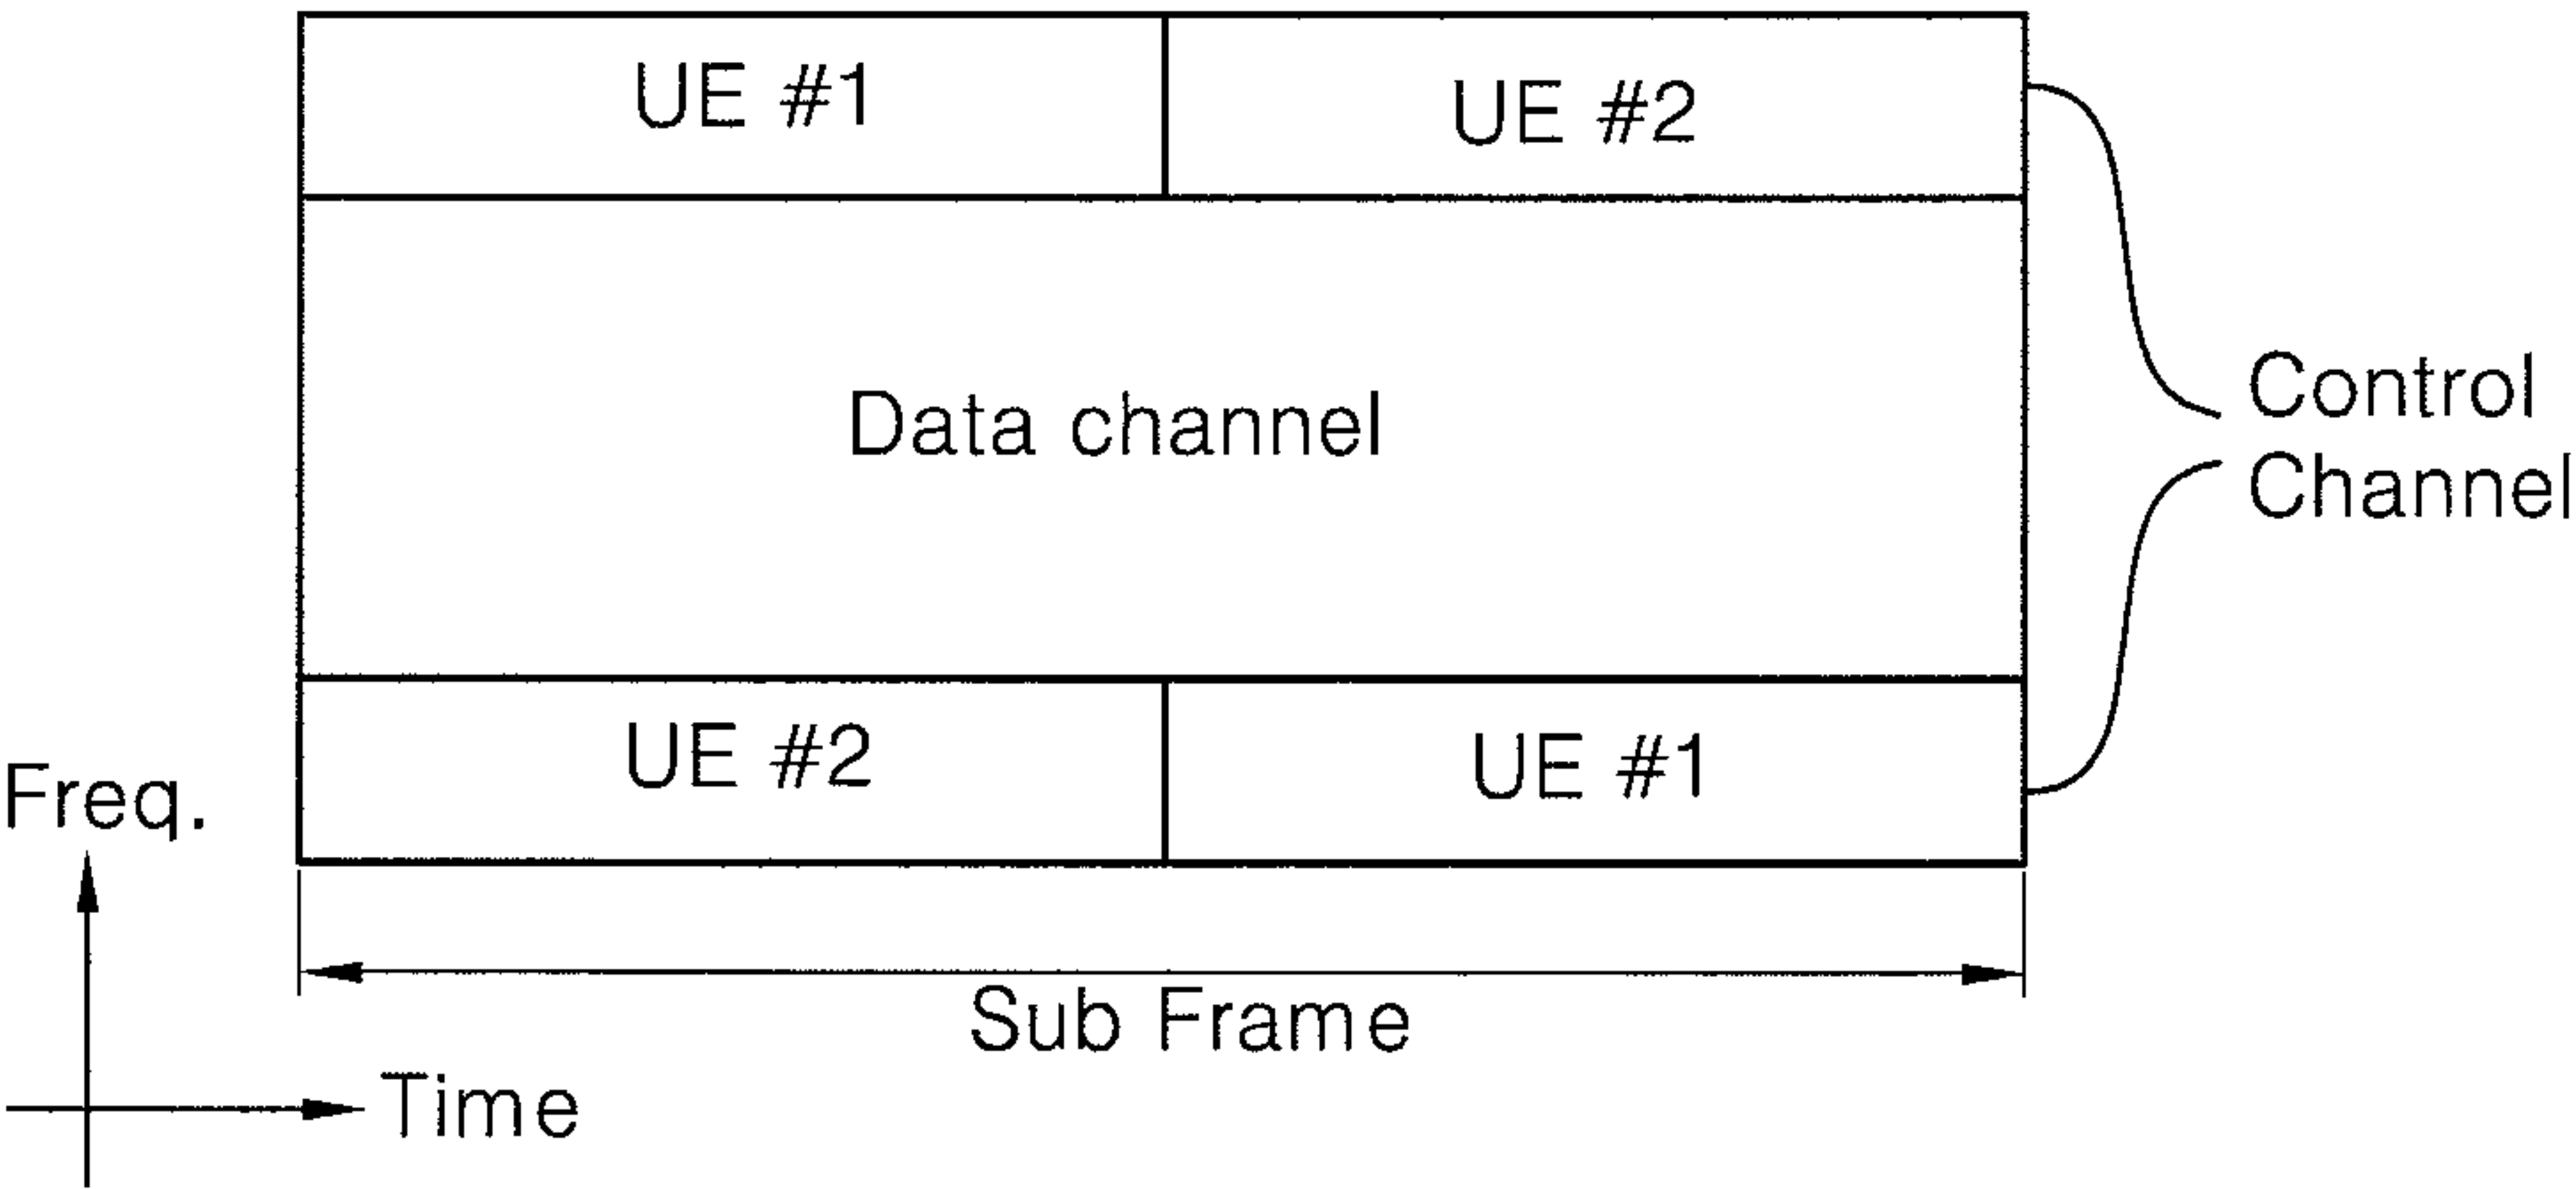 UE #1
UE #2
Data channel
Control
Channel
UE #2
UE #1
Freq.
Sub Frame
Time